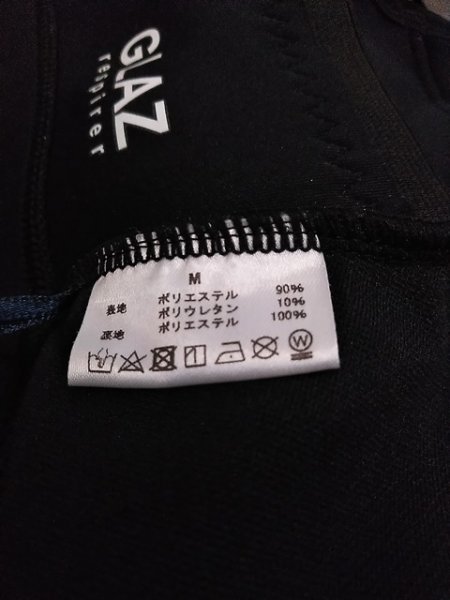 GLAZ
respirer
M
表地 ポリエステル 90%
ポリウレタン 10%
裏地 ポリエステル 100%
W